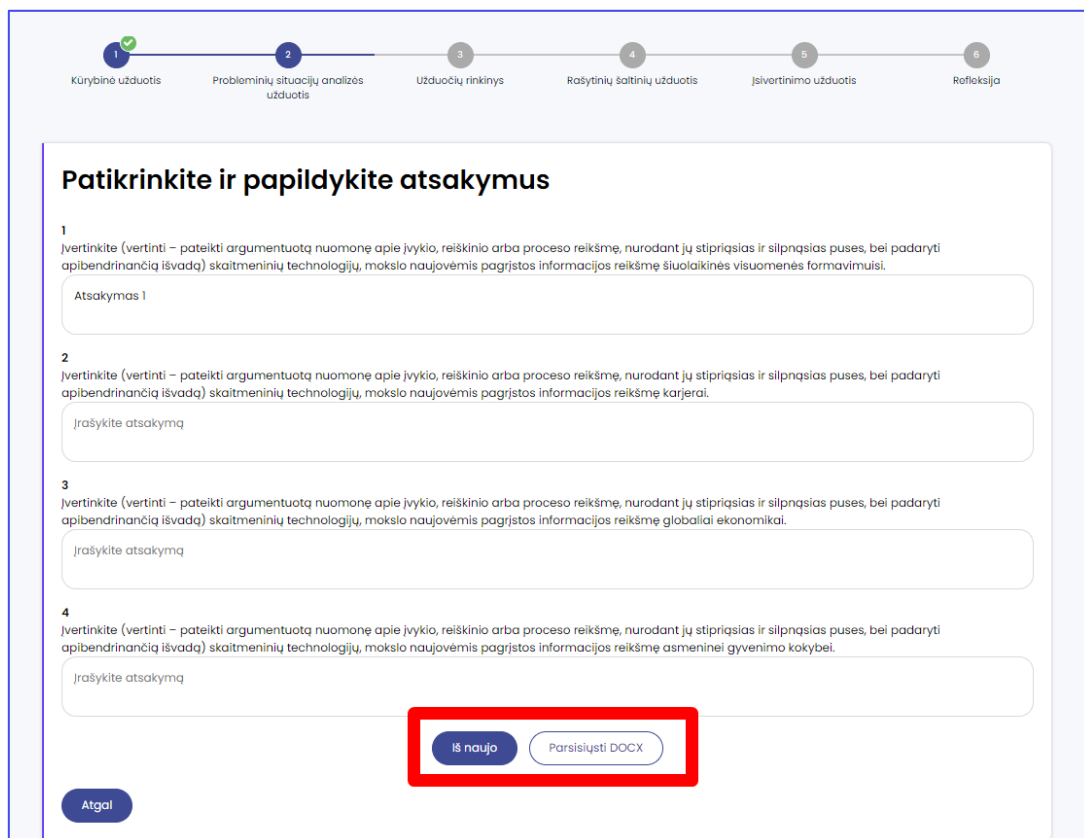 1
2
3
4
5
6
Kūrybinė užduotis
Probleminių situacijų analizės
užduotis
Užduočių rinkinys
Rašytinių šaltinių užduotis
Įsivertinimo užduotis
Refleksija
Patikrinkite ir papildykite atsakymus
1
Įvertinkite (vertinti – pateikti argumentuotą nuomonę apie įvykio, reiškinio arba proceso reikšmę, nurodant jų stipriąsias ir silpnąsias puses, bei padaryti
apibendrinančią išvadą) skaitmeninių technologijų, mokslo naujovėmis pagrįstos informacijos reikšmę šiuolaikinės visuomenės formavimuisi.
Atsakymas 1
2
Įvertinkite (vertinti – pateikti argumentuotą nuomonę apie įvykio, reiškinio arba proceso reikšmę, nurodant jų stipriąsias ir silpnąsias puses, bei padaryti
apibendrinančią išvadą) skaitmeninių technologijų, mokslo naujovėmis pagrįstos informacijos reikšmę karjerai.
Įrašykite atsakymą
3
Įvertinkite (vertinti – pateikti argumentuotą nuomonę apie įvykio, reiškinio arba proceso reikšmę, nurodant jų stipriąsias ir silpnąsias puses, bei padaryti
apibendrinančią išvadą) skaitmeninių technologijų, mokslo naujovėmis pagrįstos informacijos reikšmę globaliai ekonomikai.
Įrašykite atsakymą
4
Įvertinkite (vertinti – pateikti argumentuotą nuomonę apie įvykio, reiškinio arba proceso reikšmę, nurodant jų stipriąsias ir silpnąsias puses, bei padaryti
apibendrinančią išvadą) skaitmeninių technologijų, mokslo naujovėmis pagrįstos informacijos reikšmę asmeninei gyvenimo kokybei.
Įrašykite atsakymą
Iš naujo
Parsisiųsti DOCX
Atgal